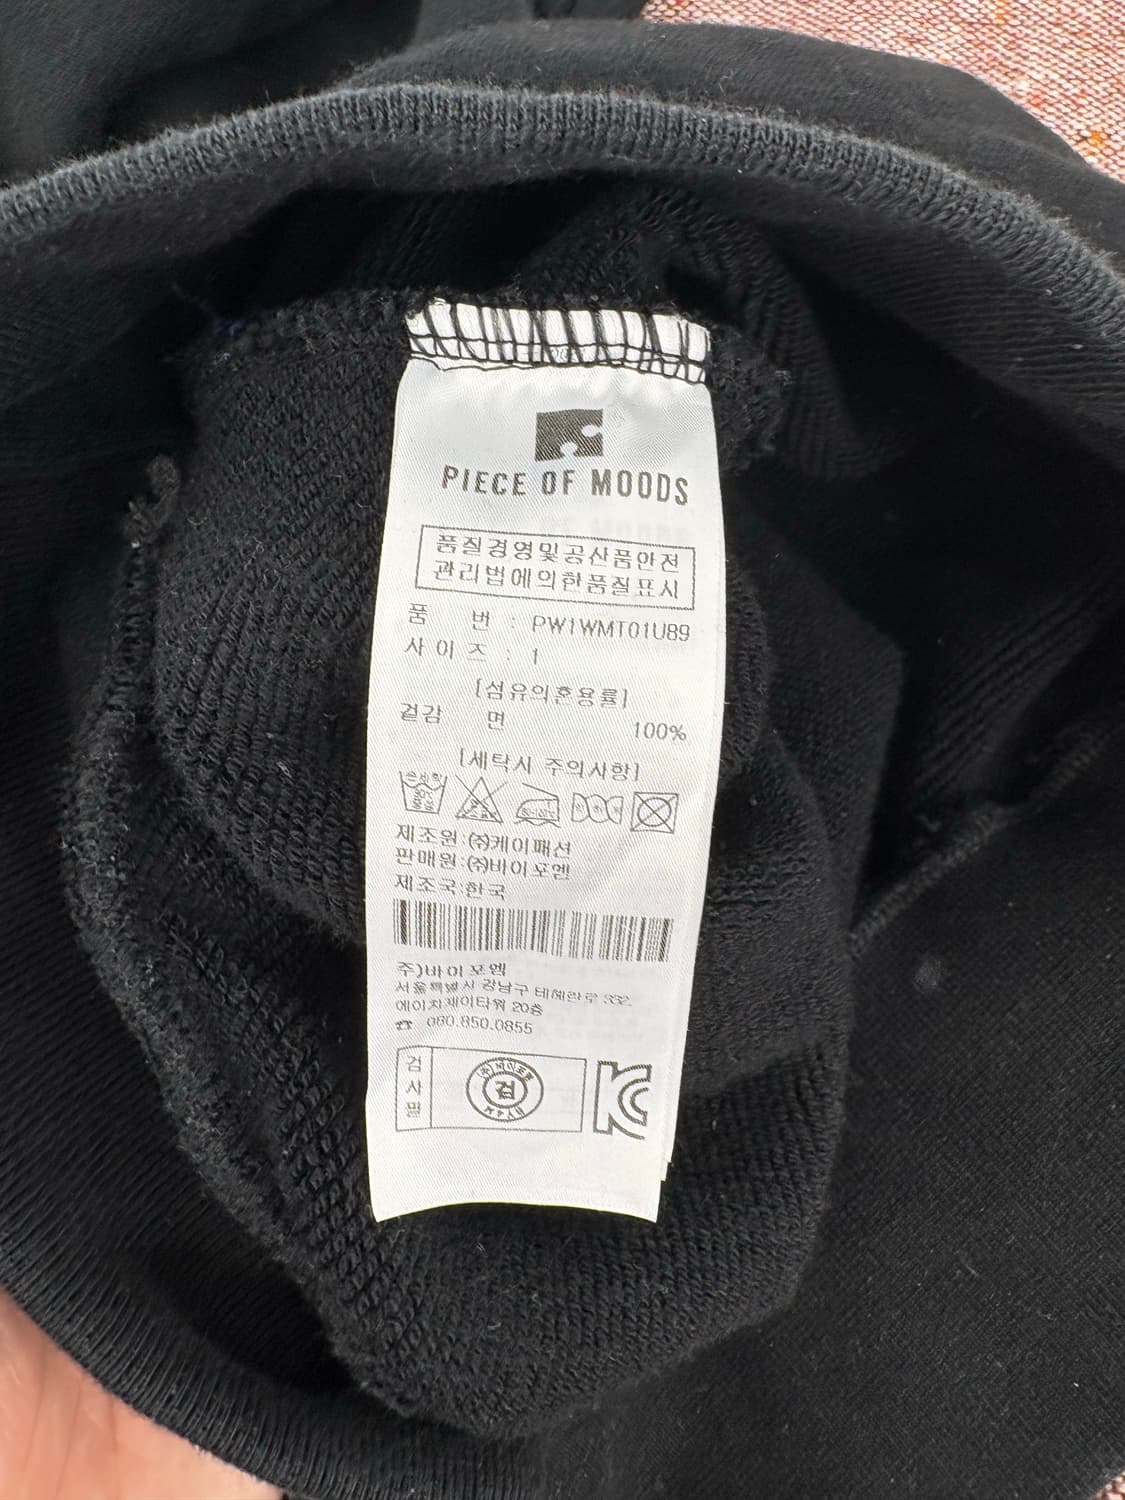 PIECE OF MOODS
품질경영및공산품안전
관리법에의한품질표시
품 번 : PW1WMT01U89
사이즈 : 1
[섬유의혼용률]
겉감 면 100%
[세탁시 주의사항]
제조원:㈜케이패션
판매원:㈜바이포엠
제조국:한국
주)바이포엠
서울특별시 강남구 테헤란로 332,
에이치제이타워 20층
☎ 080.850.0855
검사필
검